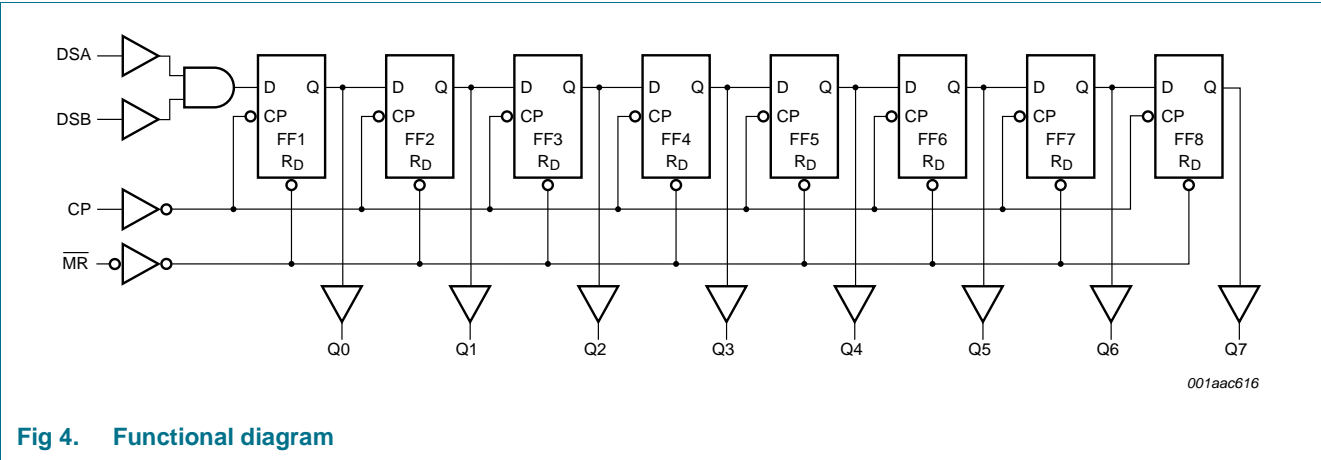 DSA
DSB
D Q
CP
FF1
RD
D Q
CP
FF2
RD
D Q
CP
FF3
RD
D Q
CP
FF4
RD
D Q
CP
FF5
RD
D Q
CP
FF6
RD
D Q
CP
FF7
RD
D Q
CP
FF8
RD
CP
M̅R̅
Q0 Q1 Q2 Q3 Q4 Q5 Q6 Q7
001aac616
Fig 4. Functional diagram